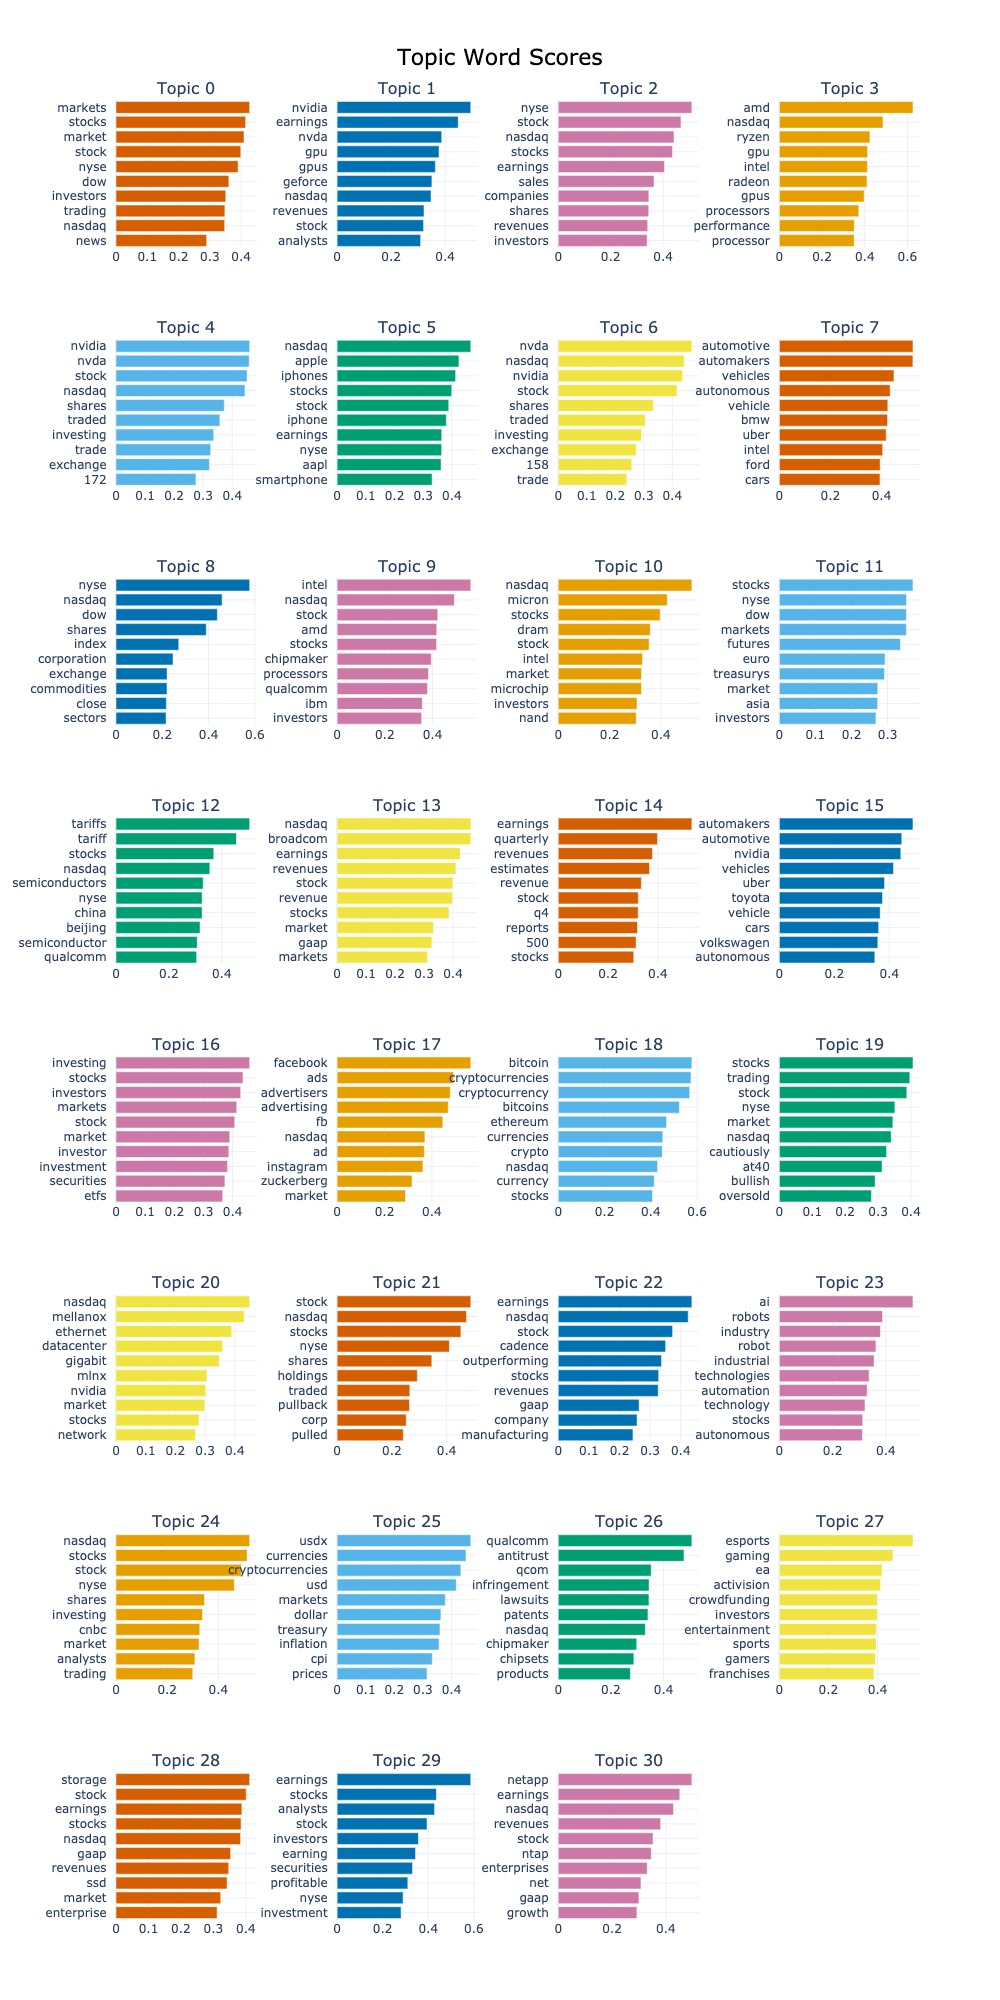 Topic Word Scores
Topic 0
markets
stocks
market
stock
nyse
dow
investors
trading
nasdaq
news
0 0.1 0.2 0.3 0.4
Topic 1
nvidia
earnings
nvda
gpu
gpus
geforce
nasdaq
revenues
stock
analysts
0 0.2 0.4
Topic 2
nyse
stock
nasdaq
stocks
earnings
sales
companies
shares
revenues
investors
0 0.2 0.4
Topic 3
amd
nasdaq
ryzen
gpu
intel
radeon
gpus
processors
performance
processor
0 0.2 0.4 0.6
Topic 4
nvidia
nvda
stock
nasdaq
shares
traded
investing
trade
exchange
172
0 0.1 0.2 0.3 0.4
Topic 5
nasdaq
apple
iphones
stocks
stock
iphone
earnings
nyse
aapl
smartphone
0 0.1 0.2 0.3 0.4
Topic 6
nvda
nasdaq
nvidia
stock
shares
traded
investing
exchange
158
trade
0 0.1 0.2 0.3 0.4
Topic 7
automotive
automakers
vehicles
autonomous
vehicle
bmw
uber
intel
ford
cars
0 0.2 0.4
Topic 8
nyse
nasdaq
dow
shares
index
corporation
exchange
commodities
close
sectors
0 0.2 0.4 0.6
Topic 9
intel
nasdaq
stock
amd
stocks
chipmaker
processors
qualcomm
ibm
investors
0 0.2 0.4
Topic 10
nasdaq
micron
stocks
dram
stock
intel
market
microchip
investors
nand
0 0.2 0.4
Topic 11
stocks
nyse
dow
markets
futures
euro
treasurys
market
asia
investors
0 0.1 0.2 0.3
Topic 12
tariffs
tariff
stocks
nasdaq
semiconductors
nyse
china
beijing
semiconductor
qualcomm
0 0.2 0.4
Topic 13
nasdaq
broadcom
earnings
revenues
stock
revenue
stocks
market
gaap
markets
0 0.1 0.2 0.3 0.4
Topic 14
earnings
quarterly
revenues
estimates
revenue
stock
q4
reports
500
stocks
0 0.2 0.4
Topic 15
automakers
automotive
nvidia
vehicles
uber
toyota
vehicle
cars
volkswagen
autonomous
0 0.2 0.4
Topic 16
investing
stocks
investors
markets
stock
market
investor
investment
securities
etfs
0 0.1 0.2 0.3 0.4
Topic 17
facebook
ads
advertisers
advertising
fb
nasdaq
ad
instagram
zuckerberg
market
0 0.2 0.4
Topic 18
bitcoin
cryptocurrencies
cryptocurrency
bitcoins
ethereum
currencies
crypto
nasdaq
currency
stocks
0 0.2 0.4 0.6
Topic 19
stocks
trading
stock
nyse
market
nasdaq
cautiously
at40
bullish
oversold
0 0.1 0.2 0.3 0.4
Topic 20
nasdaq
mellanox
ethernet
datacenter
gigabit
mlnx
nvidia
market
stocks
network
0 0.1 0.2 0.3 0.4
Topic 21
stock
nasdaq
stocks
nyse
shares
holdings
traded
pullback
corp
pulled
0 0.2 0.4
Topic 22
earnings
nasdaq
stock
cadence
outperforming
stocks
revenues
gaap
company
manufacturing
0 0.1 0.2 0.3 0.4
Topic 23
ai
robots
industry
robot
industrial
technologies
automation
technology
stocks
autonomous
0 0.2 0.4
Topic 24
nasdaq
stocks
stock
nyse
shares
investing
cnbc
market
analysts
trading
0 0.2 0.4
Topic 25
usdx
currencies
cryptocurrencies
usd
markets
dollar
treasury
inflation
cpi
prices
0 0.1 0.2 0.3 0.4
Topic 26
qualcomm
antitrust
qcom
infringement
lawsuits
patents
nasdaq
chipmaker
chipsets
products
0 0.2 0.4
Topic 27
esports
gaming
ea
activision
crowdfunding
investors
entertainment
sports
gamers
franchises
0 0.2 0.4
Topic 28
storage
stock
earnings
stocks
nasdaq
gaap
revenues
ssd
market
enterprise
0 0.1 0.2 0.3 0.4
Topic 29
earnings
stocks
analysts
stock
investors
earning
securities
profitable
nyse
investment
0 0.2 0.4 0.6
Topic 30
netapp
earnings
nasdaq
revenues
stock
ntap
enterprises
net
gaap
growth
0 0.2 0.4